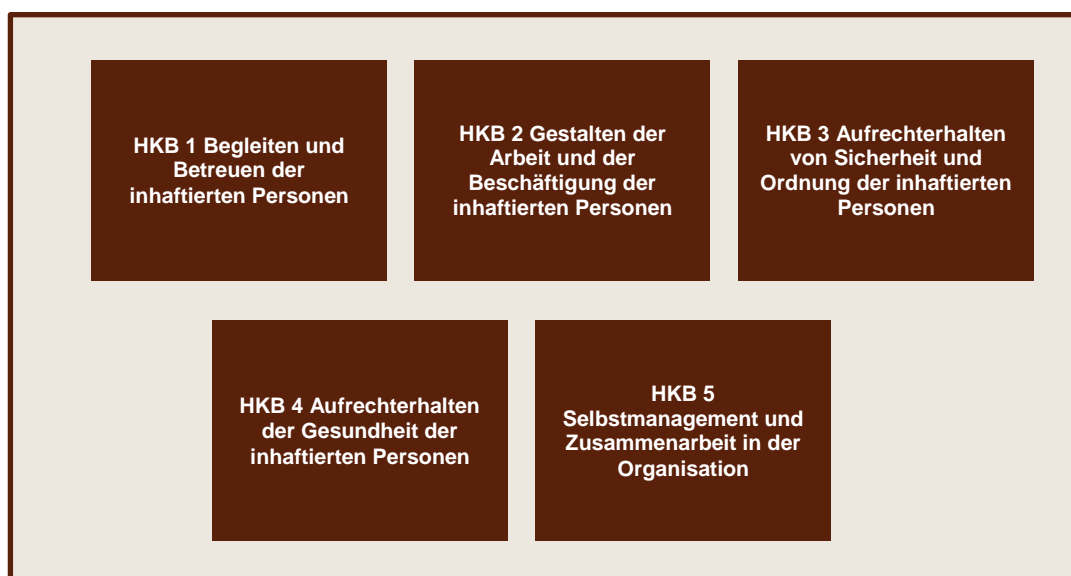 HKB 1 Begleiten und
Betreuen der
inhaftierten Personen
HKB 2 Gestalten der
Arbeit und der
Beschäftigung der
inhaftierten Personen
HKB 3 Aufrechterhalten
von Sicherheit und
Ordnung der inhaftierten
Personen
HKB 4 Aufrechterhalten
der Gesundheit der
inhaftierten Personen
HKB 5
Selbstmanagement und
Zusammenarbeit in der
Organisation